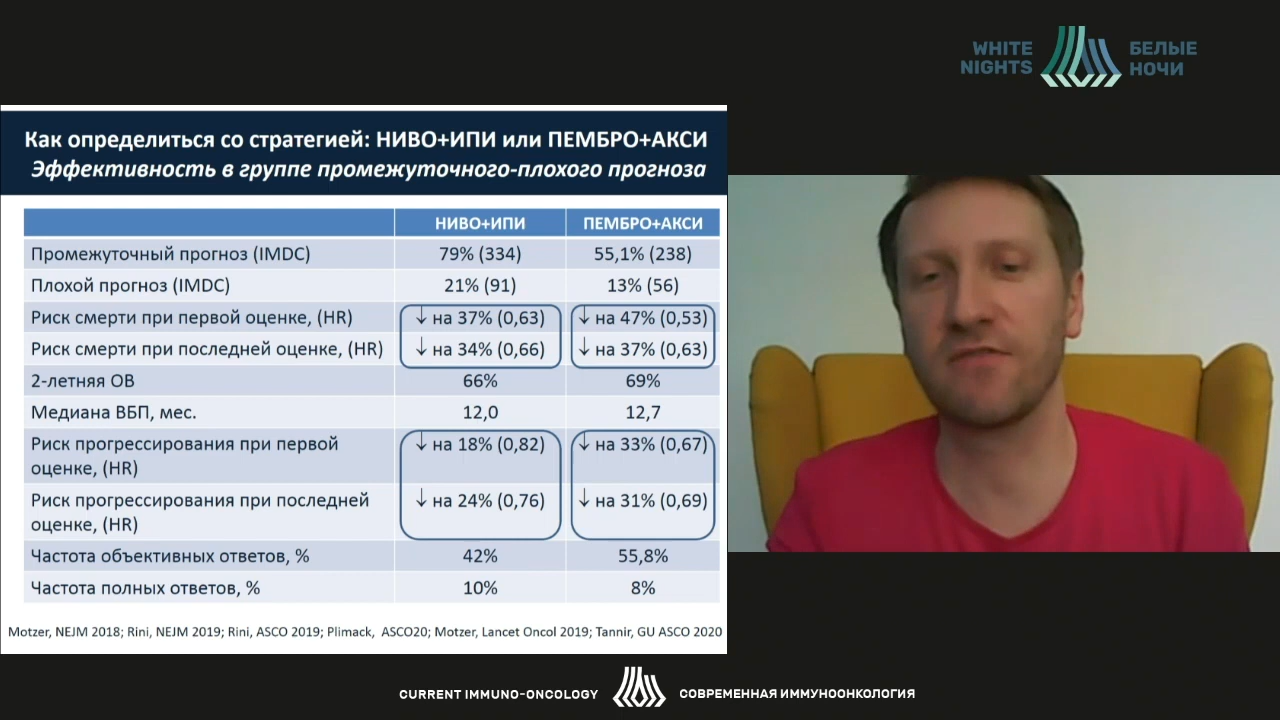 WHITE
NIGHTS
БЕЛЫЕ
НОЧИ
Как определиться со стратегией: НИВО+ИПИ или ПЕМБРО+АКСИ
Эффективность в группе промежуточного-плохого прогноза
НИВО+ИПИ ПЕМБРО+АКСИ
Промежуточный прогноз (IMDC) 79% (334) 55,1% (238)
Плохой прогноз (IMDC) 21% (91) 13% (56)
Риск смерти при первой оценке, (HR) ↓ на 37% (0,63) ↓ на 47% (0,53)
Риск смерти при последней оценке, (HR) ↓ на 34% (0,66) ↓ на 37% (0,63)
2-летняя ОВ 66% 69%
Медиана ВБП, мес. 12,0 12,7
Риск прогрессирования при первой ↓ на 18% (0,82) ↓ на 33% (0,67)
оценке, (HR)
Риск прогрессирования при последней ↓ на 24% (0,76) ↓ на 31% (0,69)
оценке, (HR)
Частота объективных ответов, % 42% 55,8%
Частота полных ответов, % 10% 8%
Motzer, NEJM 2018; Rini, NEJM 2019; Rini, ASCO 2019; Plimack, ASCO20; Motzer, Lancet Oncol 2019; Tannir, GU ASCO 2020
CURRENT IMMUNO-ONCOLOGY
СОВРЕМЕННАЯ ИММУНООНКОЛОГИЯ